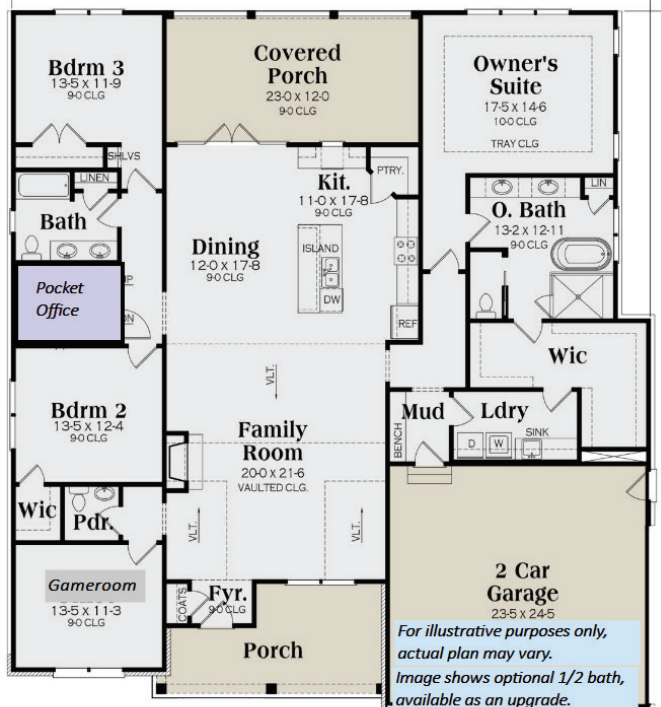 Bdrm 3
13-5 x 11-9
9-0 CLG
Covered
Porch
23-0 x 12-0
9-0 CLG
Owner's
Suite
17-5 x 14-6
10-0 CLG
TRAY CLG
SHLVS
LINEN
Bath
Kit.
11-0 x 17-8
9-0 CLG
PTRY.
LIN
O. Bath
13-2 x 12-11
9-0 CLG
Dining
12-0 x 17-8
9-0 CLG
ISLAND
DW
REF
Pocket
Office
Wic
VLT.
Bdrm 2
13-5 x 12-4
9-0 CLG
Family
Room
20-0 x 21-6
VAULTED CLG.
BENCH
Mud
Ldry
D
W
SINK
Wic
Pdr.
VLT.
VLT.
Gameroom
13-5 x 11-3
9-0 CLG
COATS
Fyr.
9-0 CLG
Porch
2 Car
Garage
23-5 x 24-5
For illustrative purposes only,
actual plan may vary.
Image shows optional 1/2 bath,
available as an upgrade.